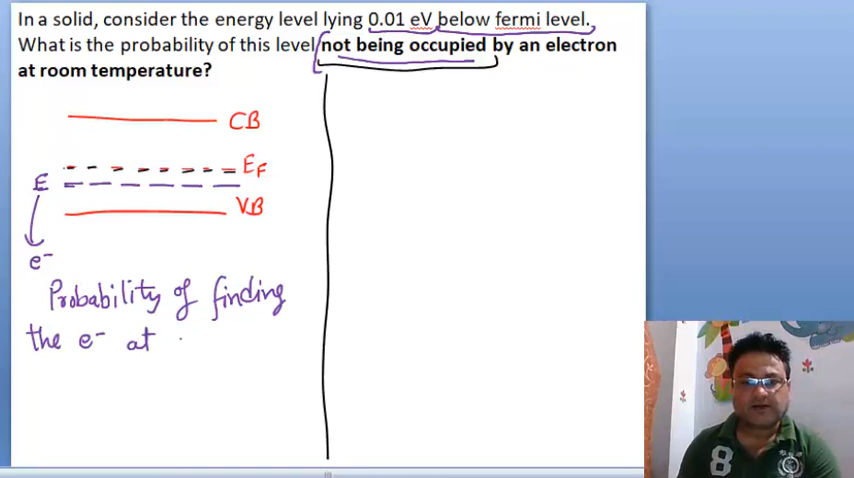 In a solid, consider the energy level lying 0.01 eV below fermi level.
What is the probability of this level not being occupied by an electron
at room temperature?
CB
EF
E
VB
e-
Probability of finding
the e- at
8